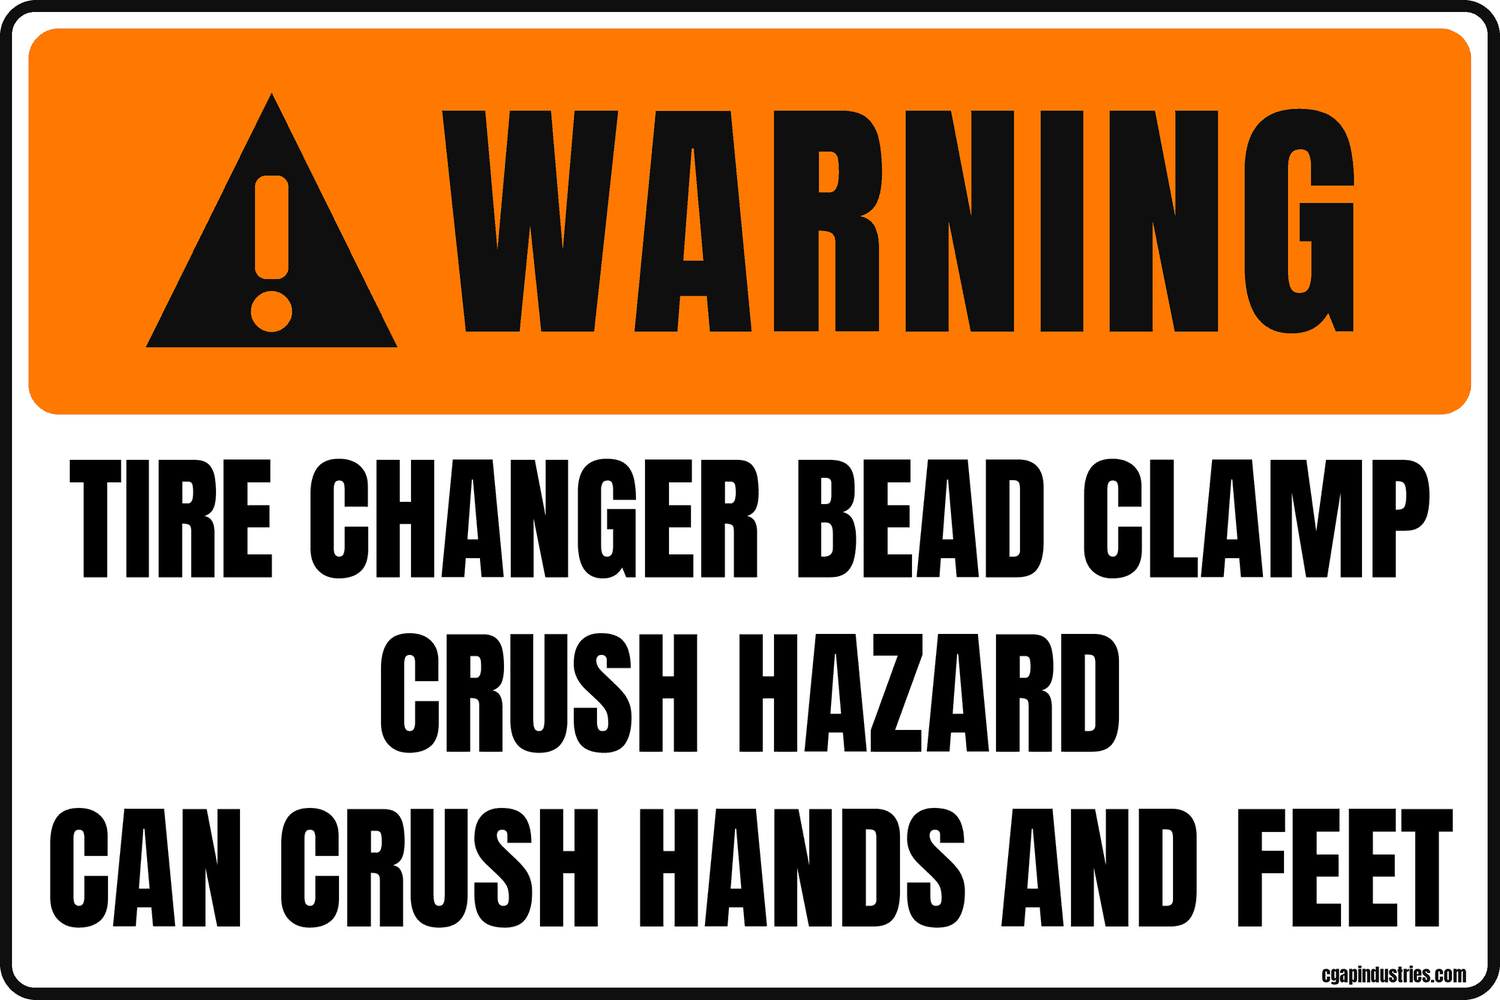 WARNING
TIRE CHANGER BEAD CLAMP
CRUSH HAZARD
CAN CRUSH HANDS AND FEET
cgapindustries.com